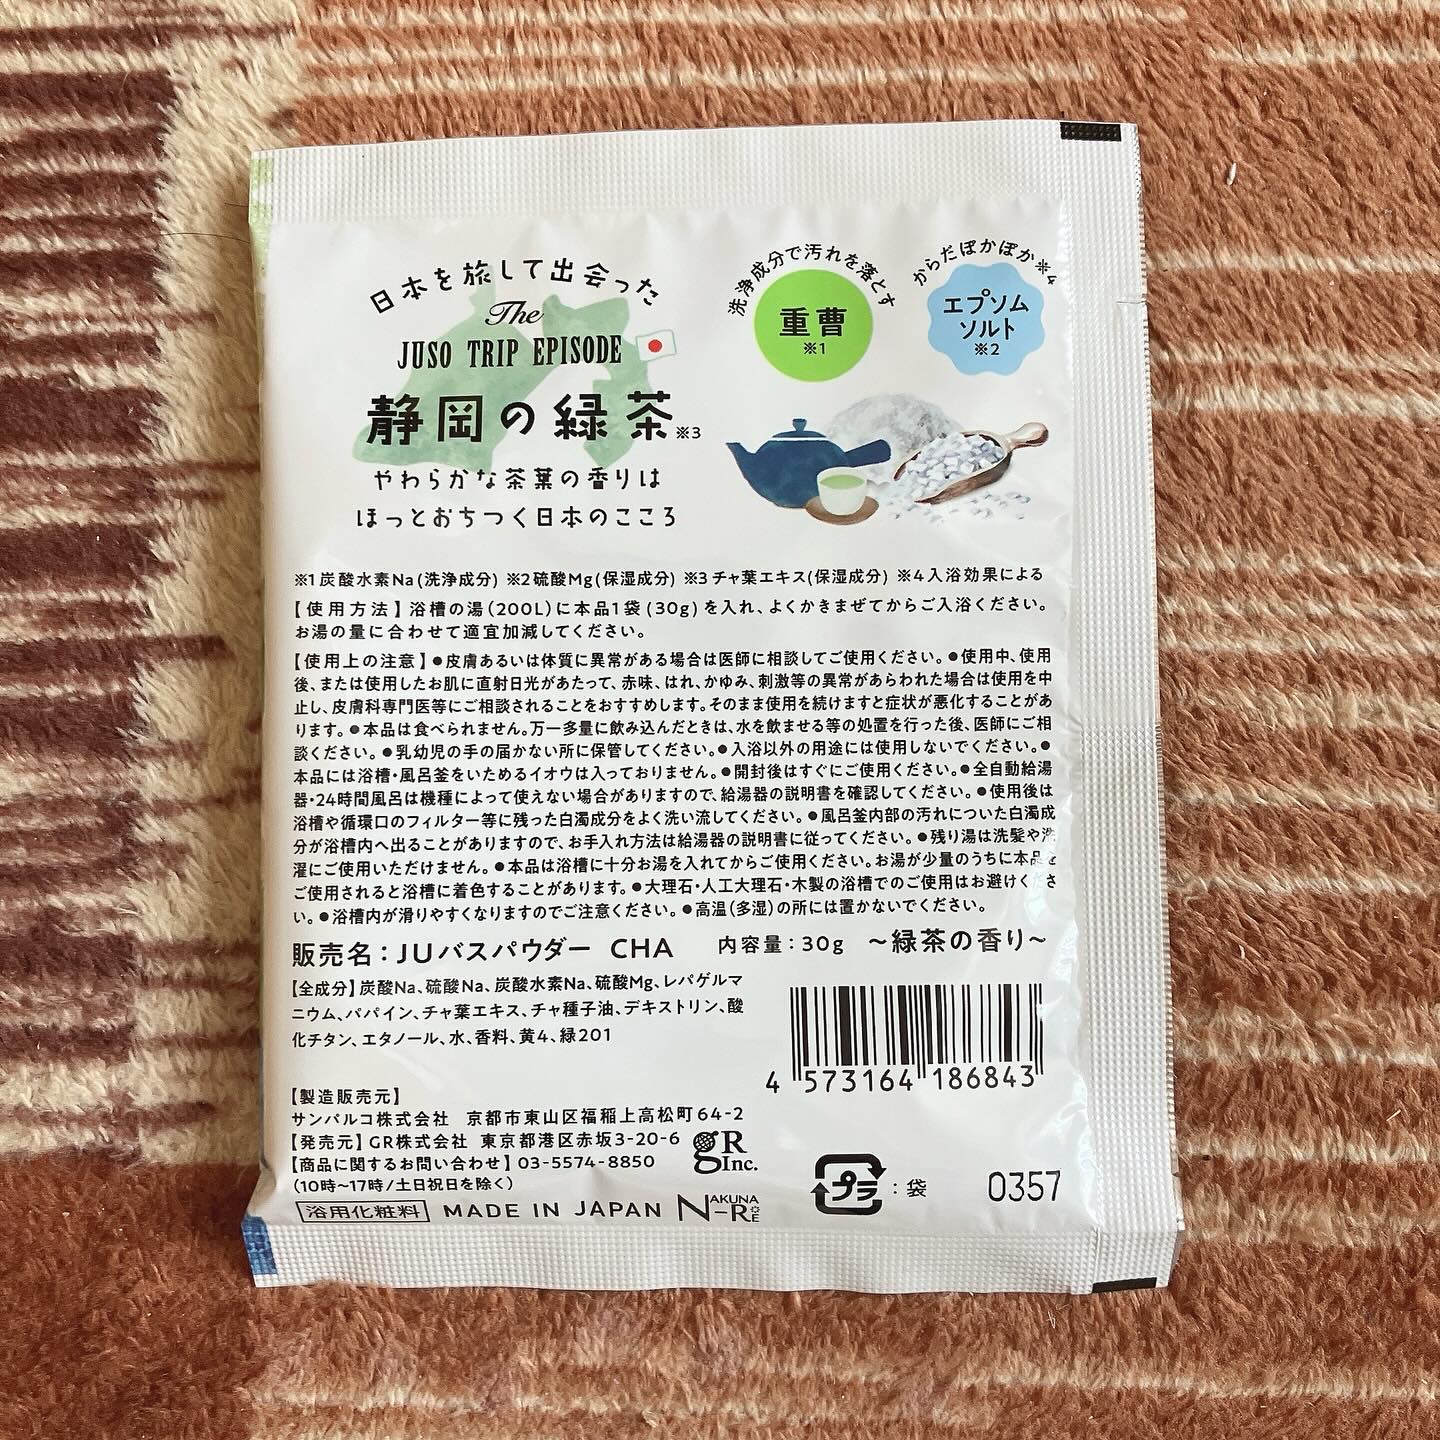 日本を旅して出会った
The
JUSO TRIP EPISODE
静岡の緑茶※3
やわらかな茶葉の香りは
ほっとおちつく日本のこころ
洗浄成分で汚れを落とす
重曹
※1
からだぽかぽか※4
エプソム
ソルト
※2
※1炭酸水素Na(洗浄成分) ※2硫酸Mg(保湿成分) ※3チャ葉エキス(保湿成分) ※4入浴効果による
【使用方法】浴槽の湯(200L)に本品1袋(30g)を入れ、よくかきまぜてからご入浴ください。
お湯の量に合わせて適宜加減してください。
【使用上の注意】●皮膚あるいは体質に異常がある場合は医師に相談してご使用ください。●使用中、使用
後、または使用したお肌に直射日光があたって、赤味、はれ、かゆみ、刺激等の異常があらわれた場合は使用を中
止し、皮膚科専門医等にご相談されることをおすすめします。そのまま使用を続けますと症状が悪化することがあ
ります。●本品は食べられません。万一多量に飲み込んだときは、水を飲ませる等の処置を行った後、医師にご相
談ください。●乳幼児の手の届かない所に保管してください。●入浴以外の用途には使用しないでください。●
本品には浴槽・風呂釜をいためるイオウは入っておりません。●開封後はすぐにご使用ください。●全自動給湯
器・24時間風呂は機種によって使えない場合がありますので、給湯器の説明書を確認してください。●使用後は
浴槽や循環口のフィルター等に残った白濁成分をよく洗い流してください。●風呂釜内部の汚れについた白濁成
分が浴槽内へ出ることがありますので、お手入れ方法は給湯器の説明書に従ってください。●残り湯は洗髪や洗
濯にご使用いただけません。●本品は浴槽に十分お湯を入れてからご使用ください。お湯が少量のうちに本品を
ご使用されると浴槽に着色することがあります。●大理石・人工大理石・木製の浴槽でのご使用はお避けくださ
い。●浴槽内が滑りやすくなりますのでご注意ください。●高温(多湿)の所には置かないでください。
販売名:JUバスパウダー CHA 内容量:30g ～緑茶の香り～
【全成分】炭酸Na、硫酸Na、炭酸水素Na、硫酸Mg、レパゲルマ
ニウム、パパイン、チャ葉エキス、チャ種子油、デキストリン、酸
化チタン、エタノール、水、香料、黄4、緑201
4 573164 186843
【製造販売元】
サンパルコ株式会社 京都市東山区福稲上高松町64-2
【発売元】GR株式会社 東京都港区赤坂3-20-6
gR Inc.
【商品に関するお問い合わせ】03-5574-8850
(10時～17時/土日祝日を除く)
浴用化粧料 MADE IN JAPAN NAKUNA-RE
プラ:袋 0357